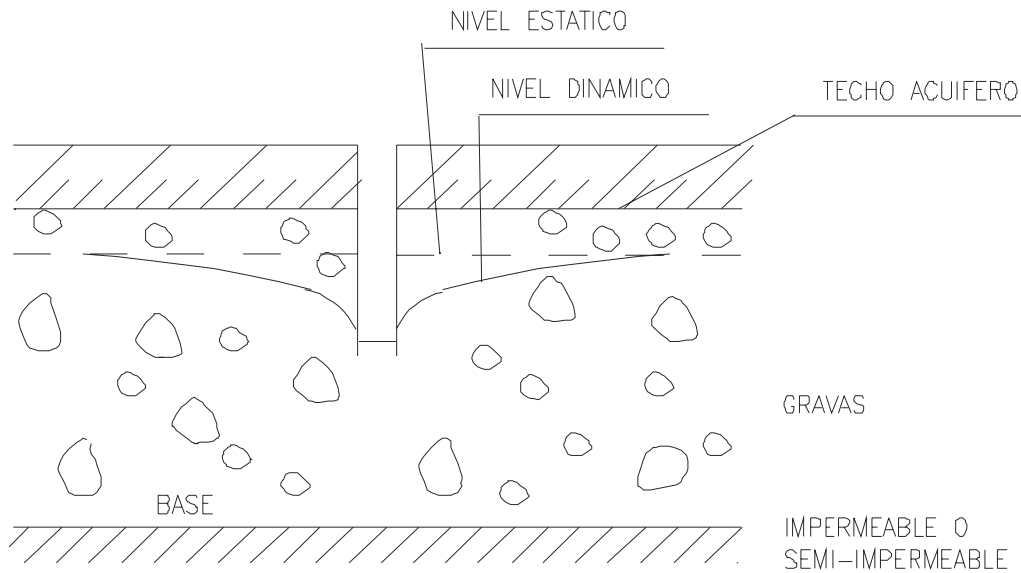 NIVEL ESTATICO
NIVEL DINAMICO
TECHO ACUIFERO
GRAVAS
BASE
IMPERMEABLE O
SEMI-IMPERMEABLE